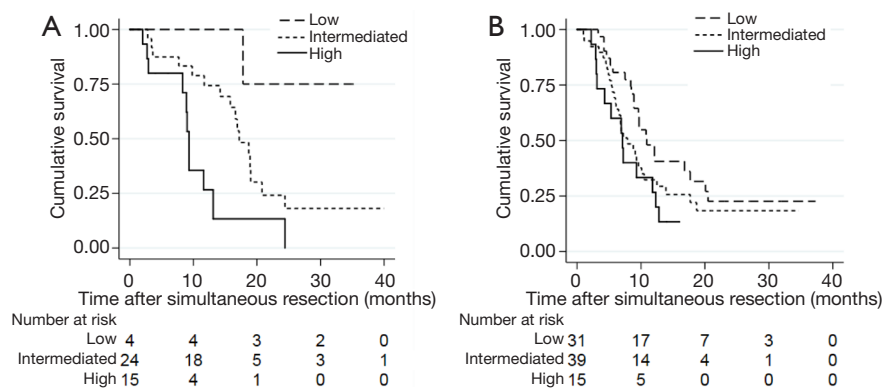 A
Low
Intermediated
High
Cumulative survival
1.00
0.75
0.50
0.25
0.00
0 10 20 30 40
Time after simultaneous resection (months)
Number at risk
Low 4 4 3 2 0
Intermediated 24 18 5 3 1
High 15 4 1 0 0
B
Low
Intermediated
High
Cumulative survival
1.00
0.75
0.50
0.25
0.00
0 10 20 30 40
Time after simultaneous resection (months)
Number at risk
Low 31 17 7 3 0
Intermediated 39 14 4 1 0
High 15 5 0 0 0